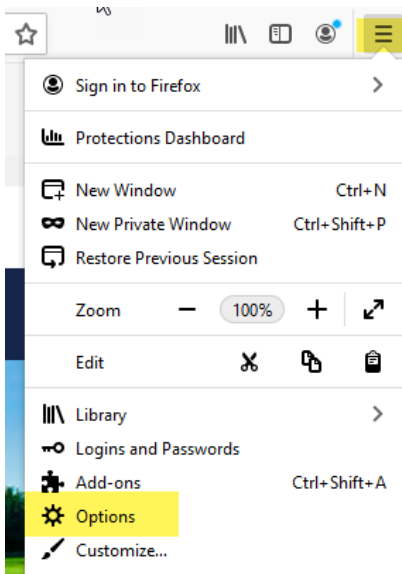 Sign in to Firefox
Protections Dashboard
New Window Ctrl+N
New Private Window Ctrl+Shift+P
Restore Previous Session
Zoom 100%
Edit
Library
Logins and Passwords
Add-ons Ctrl+Shift+A
Options
Customize...